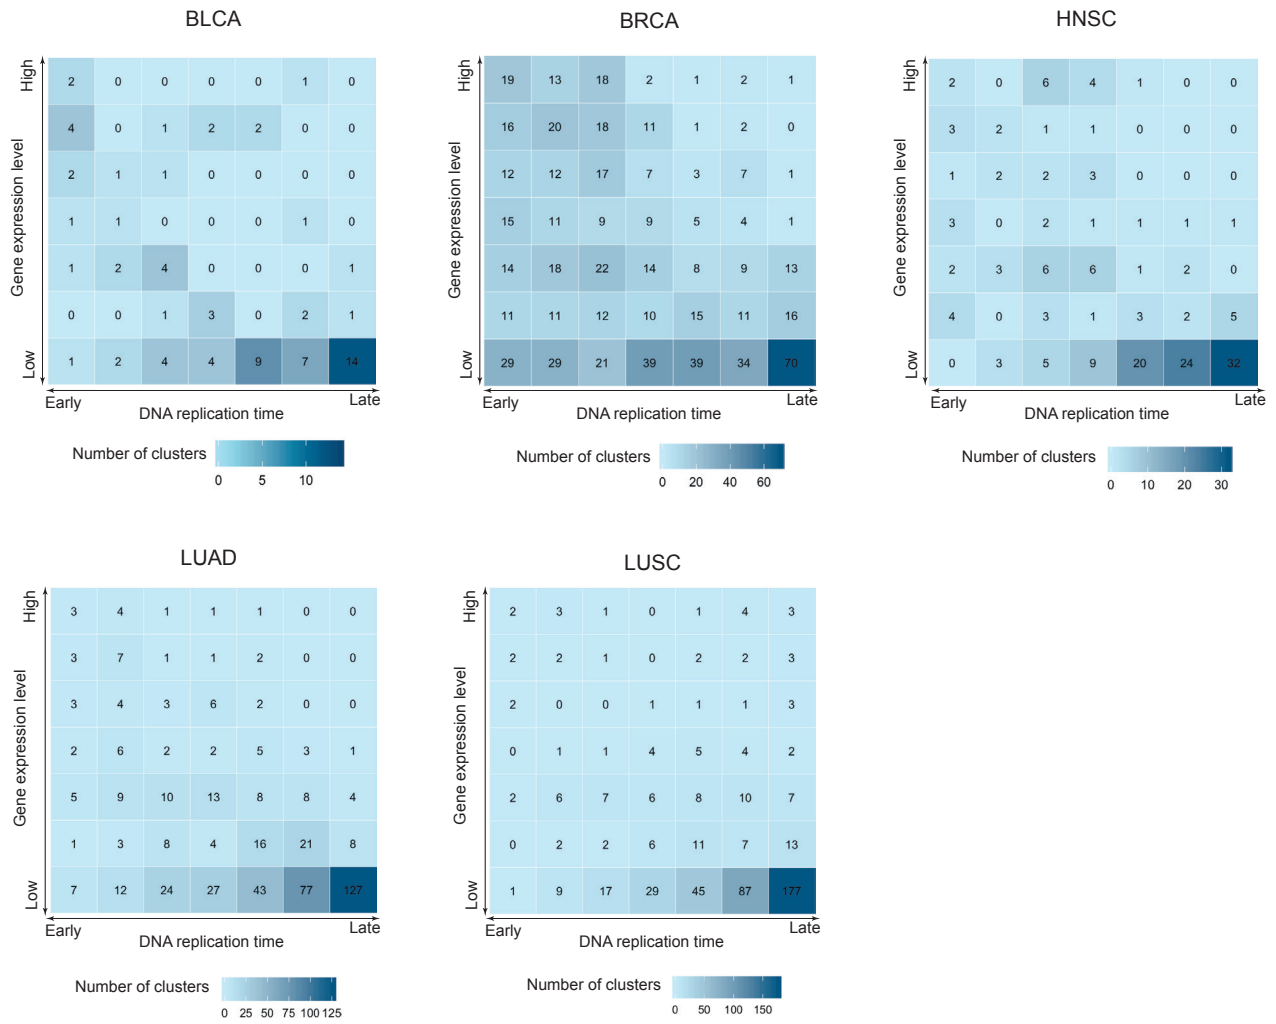 BLCA
High
Gene expression level
Low
2 0 0 0 0 1 0
4 0 1 2 2 0 0
2 1 1 0 0 0 0
1 1 0 0 0 1 0
1 2 4 0 0 0 1
0 0 1 3 0 2 1
1 2 4 4 9 7 14
Early Late
DNA replication time
Number of clusters
0 5 10
BRCA
High
Gene expression level
Low
19 13 18 2 1 2 1
16 20 18 11 1 2 0
12 12 17 7 3 7 1
15 11 9 9 5 4 1
14 18 22 14 8 9 13
11 11 12 10 15 11 16
29 29 21 39 39 34 70
Early Late
DNA replication time
Number of clusters
0 20 40 60
HNSC
High
Gene expression level
Low
2 0 6 4 1 0 0
3 2 1 1 0 0 0
1 2 2 3 0 0 0
3 0 2 1 1 1 1
2 3 6 6 1 2 0
4 0 3 1 3 2 5
0 3 5 9 20 24 32
Early Late
DNA replication time
Number of clusters
0 10 20 30
LUAD
High
Gene expression level
Low
3 4 1 1 1 0 0
3 7 1 1 2 0 0
3 4 3 6 2 0 0
2 6 2 2 5 3 1
5 9 10 13 8 8 4
1 3 8 4 16 21 8
7 12 24 27 43 77 127
Early Late
DNA replication time
Number of clusters
0 25 50 75 100 125
LUSC
High
Gene expression level
Low
2 3 1 0 1 4 3
2 2 1 0 2 2 3
2 0 0 1 1 1 3
0 1 1 4 5 4 2
2 6 7 6 8 10 7
0 2 2 6 11 7 13
1 9 17 29 45 87 177
Early Late
DNA replication time
Number of clusters
0 50 100 150